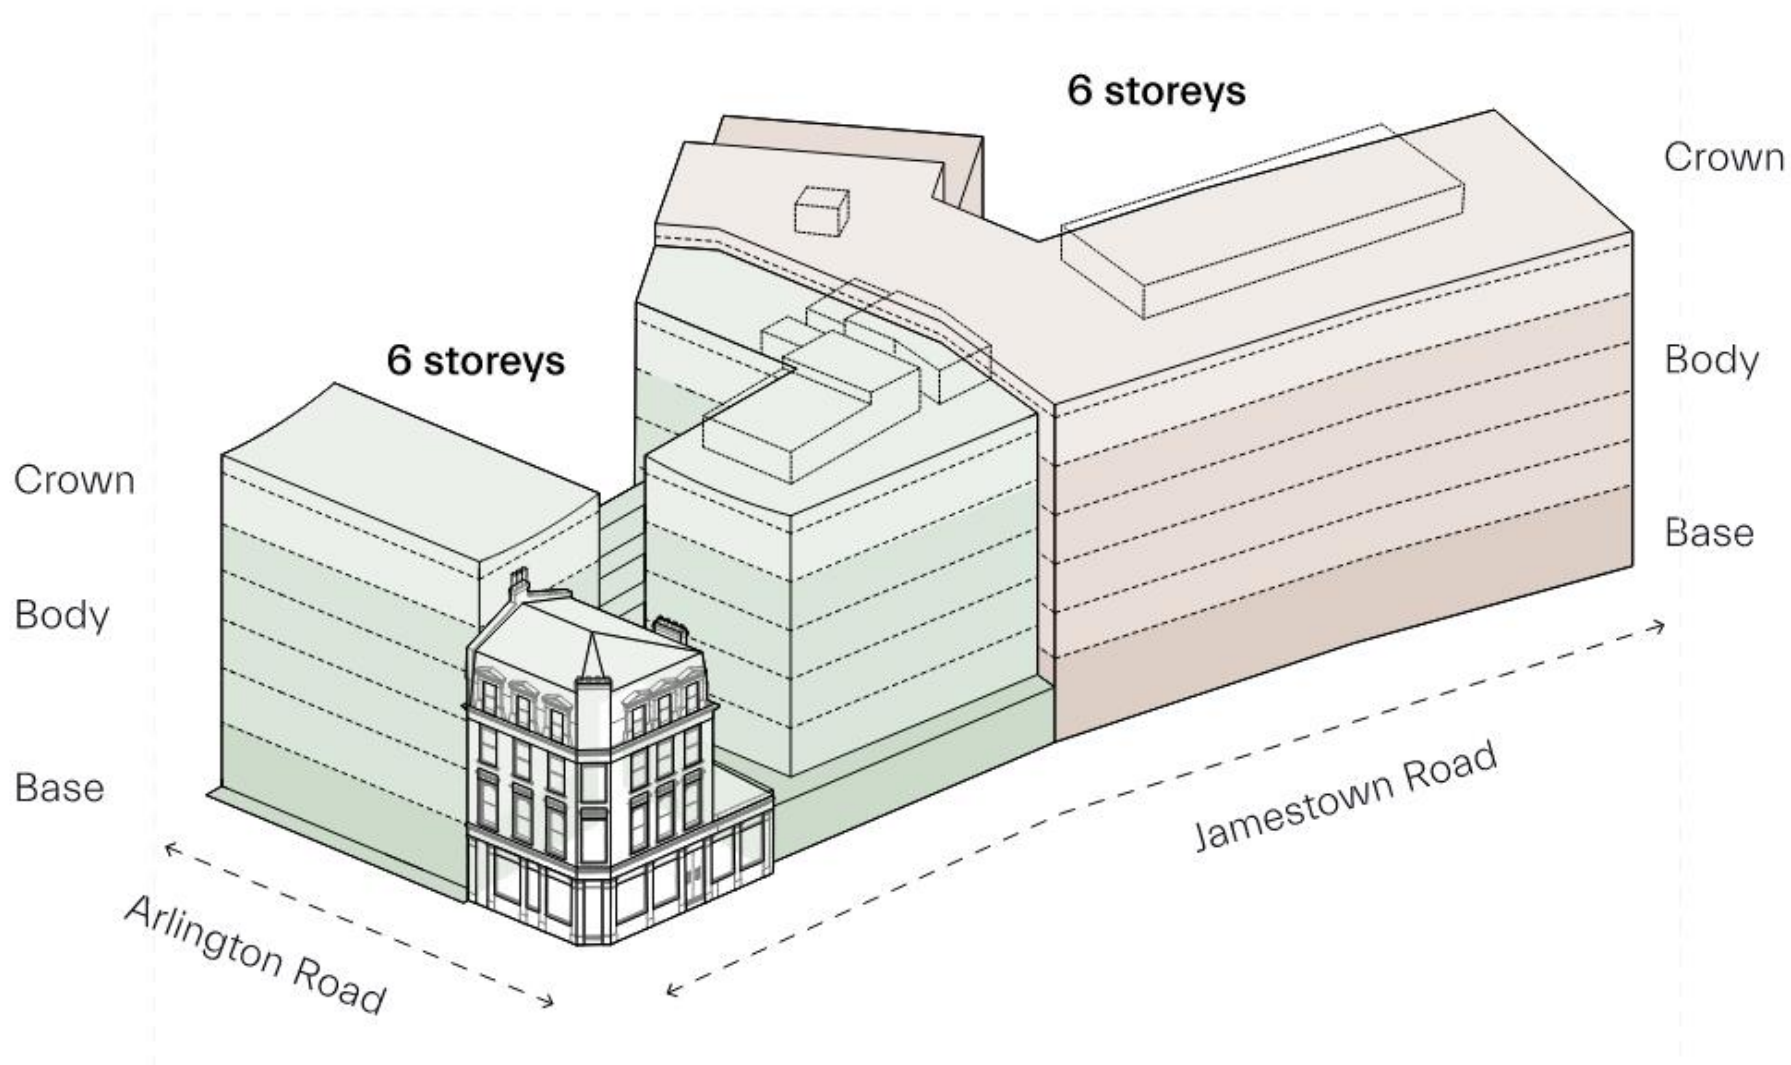 6 storeys
Crown
6 storeys
Body
Crown
Base
Body
Base
Jamestown Road
Arlington Road